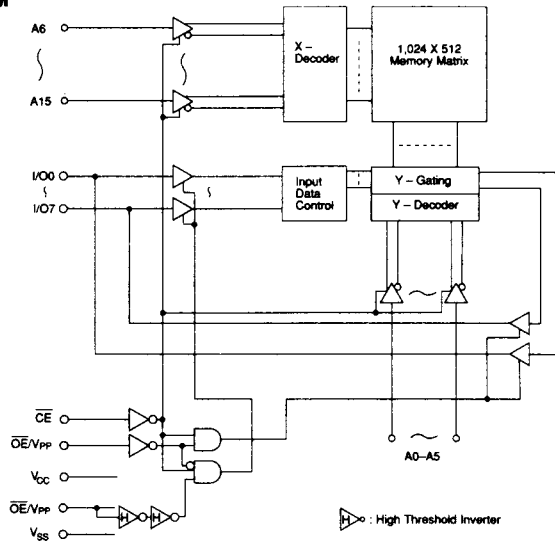 A6
X –
Decoder
1,024 X 512
Memory Matrix
A15
I/O0
I/O7
Input
Data
Control
Y – Gating
Y – Decoder
CE
OE/VPP
A0–A5
VCC
OE/VPP
H H
H : High Threshold Inverter
VSS